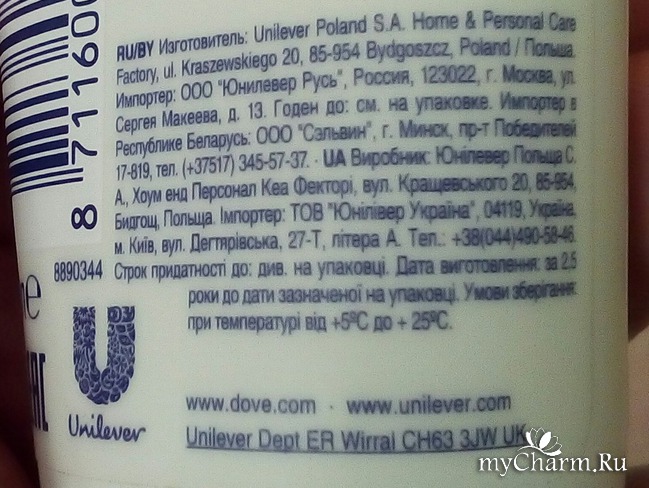 RU/BY Изготовитель: Unilever Poland S.A. Home & Personal Care
Factory, ul. Kraszewskiego 20, 85-954 Bydgoszcz, Poland / Польша.
Импортер: ООО "Юнилевер Русь", Россия, 123022, г. Москва, ул.
Сергея Макеева, д. 13. Годен до: см. на упаковке. Импортер в
Республике Беларусь: ООО "Сэльвин", г. Минск, пр-т Победителей
17-819, тел. (+37517) 345-57-37. · UA Виробник: Юнілевер Польща С.
А., Хоум енд Персонал Кеа Фекторі, вул. Кращевського 20, 85-954,
Бидгощ, Польща. Імпортер: ТОВ "Юнілівер Україна", 04119, Україна,
м. Київ, вул. Дегтярівська, 27-Т, літера А. Тел.: +38(044)490-58-46.
Строк придатності до: див. на упаковці. Дата виготовлення: за 2.5
роки до дати зазначеної на упаковці. Умови зберігання:
при температурі від +5ºC до + 25ºC.
8 711600
8890344
Unilever
www.dove.com · www.unilever.com
Unilever Dept ER Wirral CH63 3JW UK
myCharm.Ru